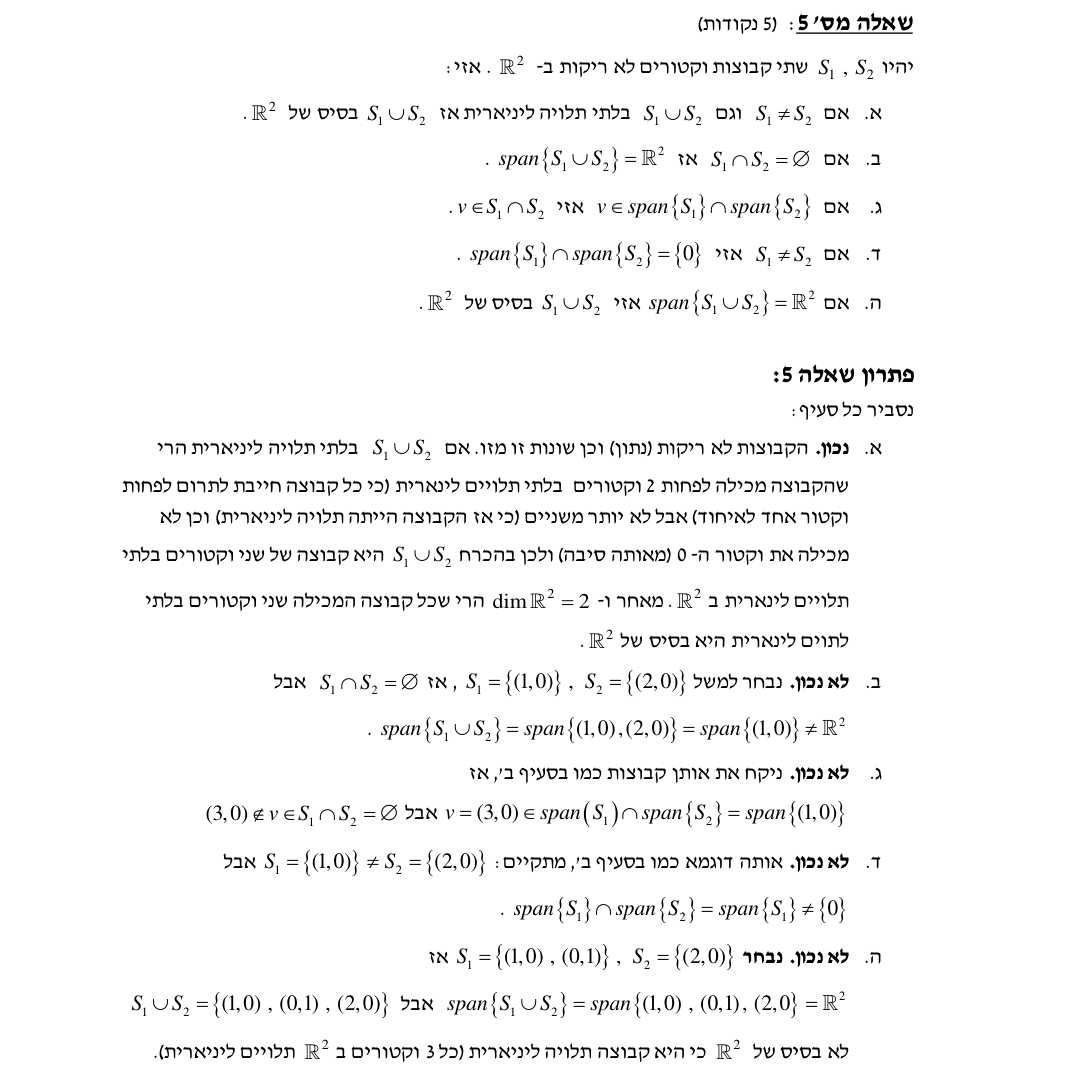 שאלה מס׳ 5 : (5 נקודות)
יהיו S₁ , S₂ שתי קבוצות וקטורים לא ריקות ב- ℝ² . אזי :
א. אם S₁ ≠ S₂ וגם S₁ ∪ S₂ בלתי תלויה ליניארית אז S₁ ∪ S₂ בסיס של ℝ² .
ב. אם S₁ ∩ S₂ = ∅ אז span{S₁ ∪ S₂} = ℝ² .
ג. אם v ∈ span{S₁} ∩ span{S₂} אזי v ∈ S₁ ∩ S₂ .
ד. אם S₁ ≠ S₂ אזי span{S₁} ∩ span{S₂} = {0} .
ה. אם span{S₁ ∪ S₂} = ℝ² אזי S₁ ∪ S₂ בסיס של ℝ² .
פתרון שאלה 5:
נסביר כל סעיף :
א. נכון. הקבוצות לא ריקות (נתון) וכן שונות זו מזו. אם S₁ ∪ S₂ בלתי תלויה ליניארית הרי
שהקבוצה מכילה לפחות 2 וקטורים בלתי תלויים לינארית (כי כל קבוצה חייבת לתרום לפחות
וקטור אחד לאיחוד) אבל לא יותר משניים (כי אז הקבוצה הייתה תלויה ליניארית) וכן לא
מכילה את וקטור ה- 0 (מאותה סיבה) ולכן בהכרח S₁ ∪ S₂ היא קבוצה של שני וקטורים בלתי
תלויים לינארית ב ℝ² . מאחר ו- dim ℝ² = 2 הרי שכל קבוצה המכילה שני וקטורים בלתי
לתוים לינארית היא בסיס של ℝ² .
ב. לא נכון. נבחר למשל S₁ = {(1,0)} , S₂ = {(2,0)} , אז S₁ ∩ S₂ = ∅ אבל
span{S₁ ∪ S₂} = span{(1,0),(2,0)} = span{(1,0)} ≠ ℝ² .
ג. לא נכון. ניקח את אותן קבוצות כמו בסעיף ב׳, אז
v = (3,0) ∈ span(S₁) ∩ span{S₂} = span{(1,0)} אבל (3,0) ∉ v ∈ S₁ ∩ S₂ = ∅
ד. לא נכון. אותה דוגמא כמו בסעיף ב׳, מתקיים : S₁ = {(1,0)} ≠ S₂ = {(2,0)} אבל
span{S₁} ∩ span{S₂} = span{S₁} ≠ {0} .
ה. לא נכון. נבחר S₁ = {(1,0) , (0,1)} , S₂ = {(2,0)} אז
span{S₁ ∪ S₂} = span{(1,0) , (0,1), (2,0} = ℝ² אבל S₁ ∪ S₂ = {(1,0) , (0,1) , (2,0)}
לא בסיס של ℝ² כי היא קבוצה תלויה ליניארית (כל 3 וקטורים ב ℝ² תלויים ליניארית).